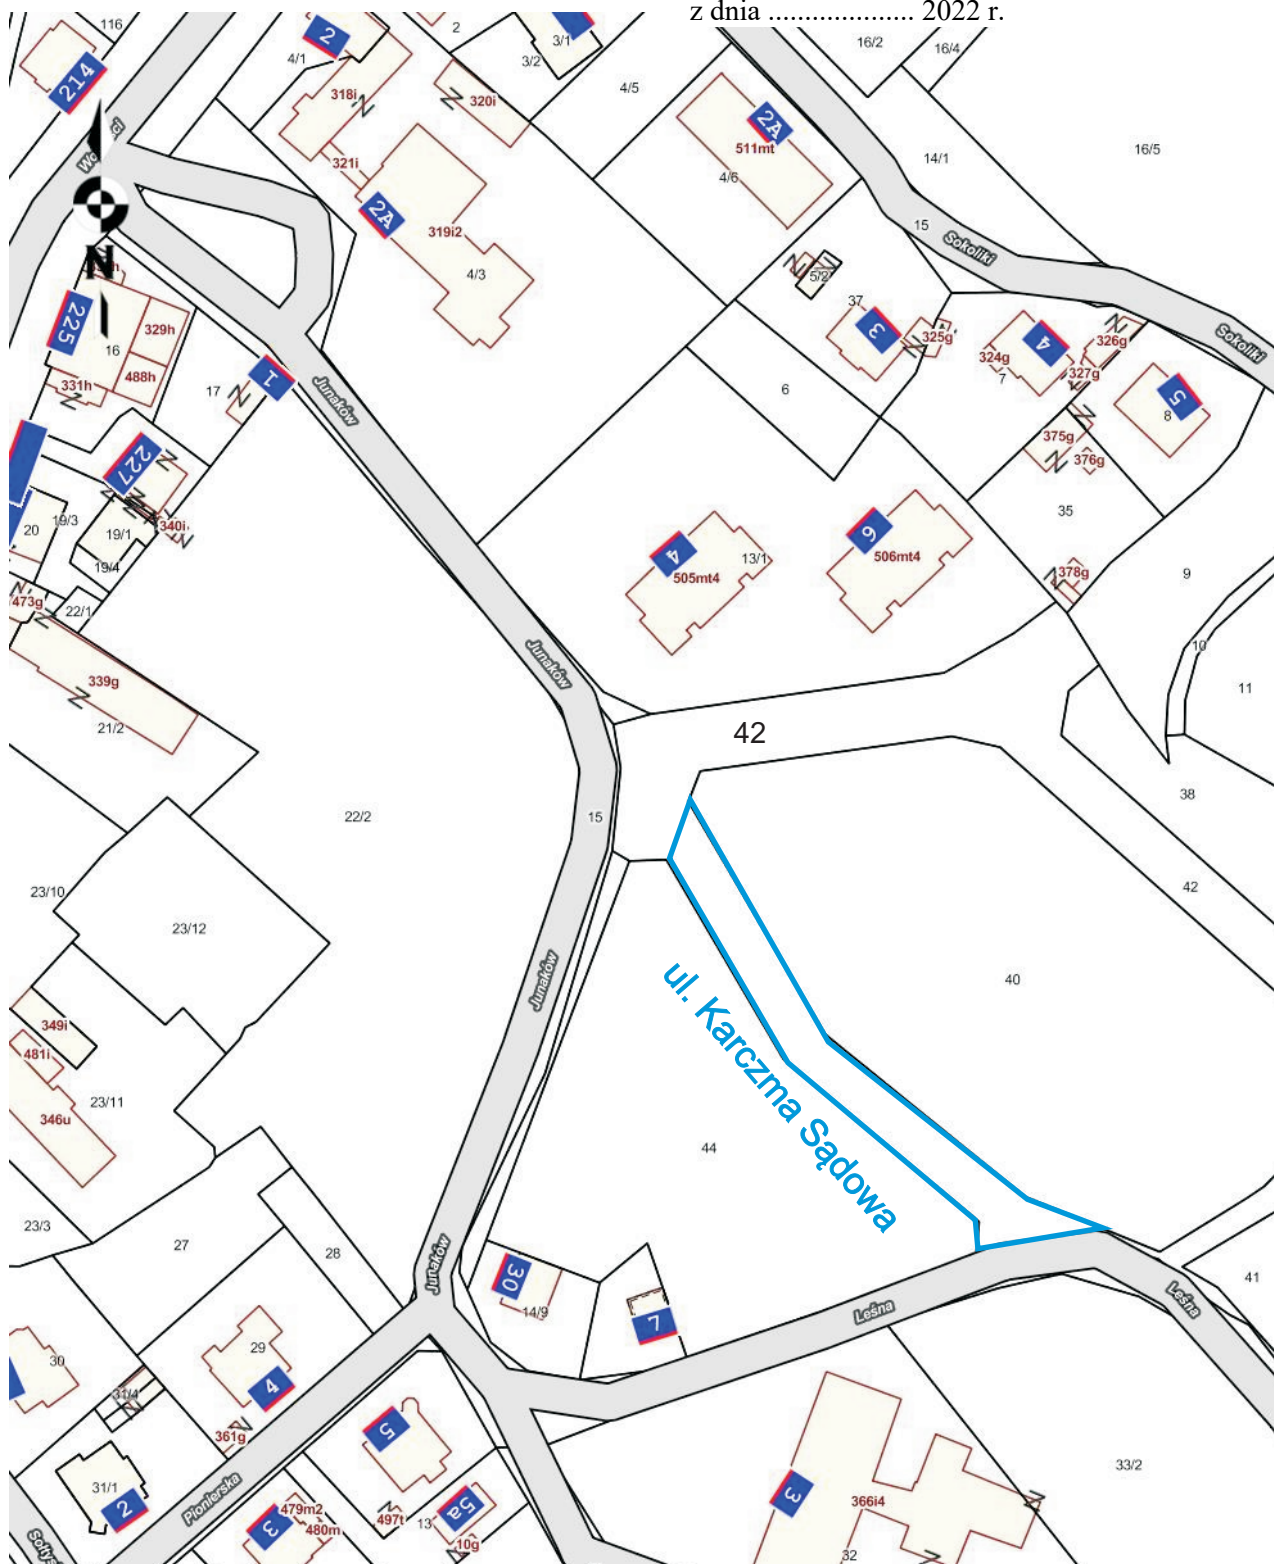 z dnia .................... 2022 r.
116
2
3/1
16/2
16/4
214
2
4/1
3/2
4/5
318i
320i
2A
511mt
4/6
14/1
16/5
321i
2A
319i2
4/3
15
Sokoliki
N
5/2
37
3
325g
324g
4
7
326g
327g
Sokoliki
5
8
225
329h
16
488h
331h
17
1
Junaków
6
375g
376g
35
227
20
19/3
19/1
340i
19/4
473g
22/1
4
505mt4
13/1
6
506mt4
378g
9
10
11
339g
21/2
Junaków
42
22/2
15
38
42
23/10
23/12
40
Junaków
ul. Karczma Sądowa
349i
481i
23/11
346u
44
23/3
27
28
Junaków
30
14/9
7
Leśna
Leśna
41
30
29
4
31/4
361g
5
31/1
2
Pionierska
479m2
480m
3
497t
13
5a
10g
3
366i4
33/2
32